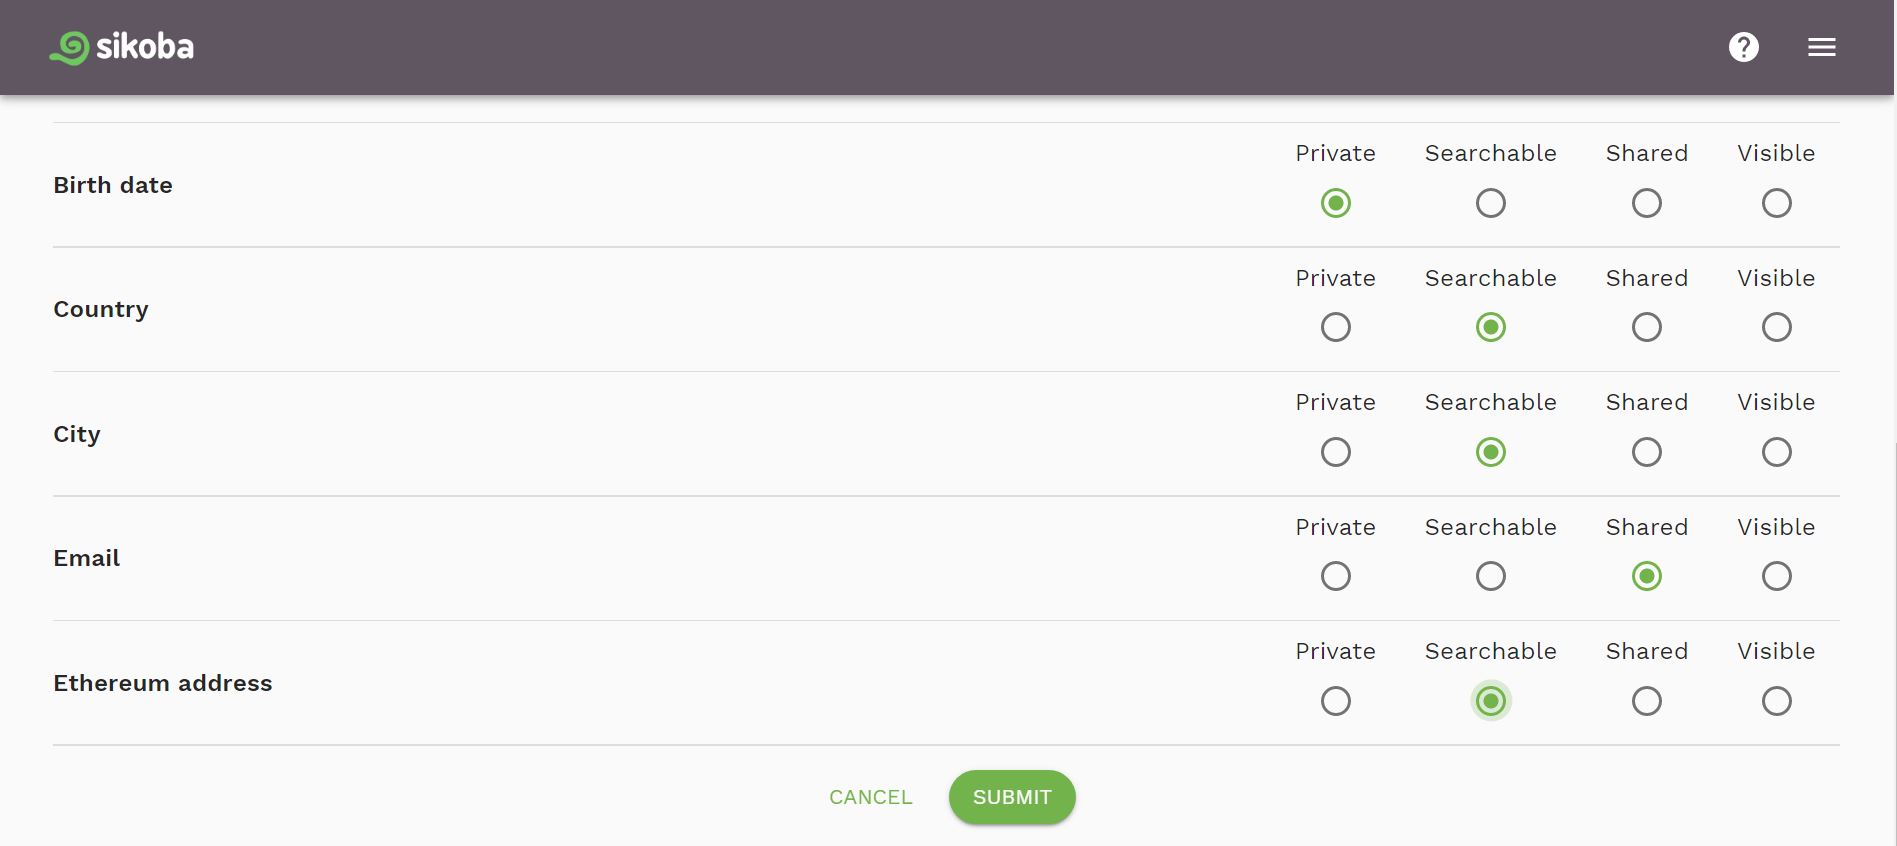 sikoba
?
Private Searchable Shared Visible
Birth date
Private Searchable Shared Visible
Country
Private Searchable Shared Visible
City
Private Searchable Shared Visible
Email
Private Searchable Shared Visible
Ethereum address
CANCEL SUBMIT